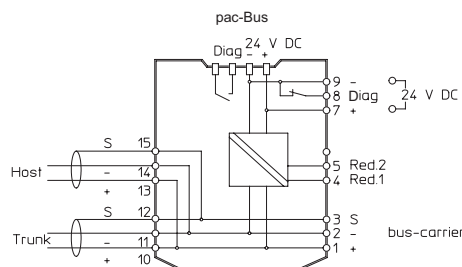 pac-Bus
24 V DC
Diag - +
9 -
8 Diag
24 V DC
7 +
S 15
Host
- 14
+ 13
5 Red.2
4 Red.1
S 12
3 S
Trunk
- 11
2 -
bus-carrier
+ 10
1 +